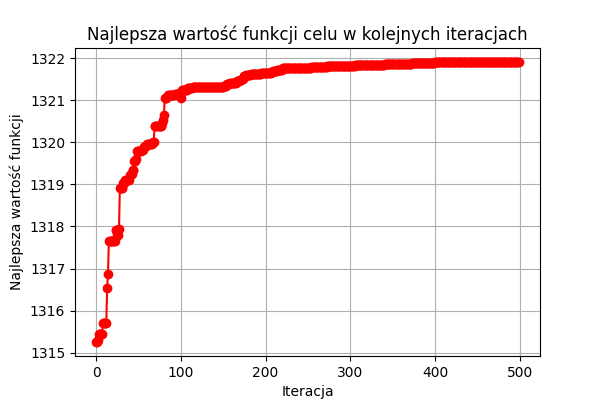 Najlepsza wartość funkcji celu w kolejnych iteracjach
1322
1321
1320
1319
1318
1317
1316
1315
Najlepsza wartość funkcji
0 100 200 300 400 500
Iteracja